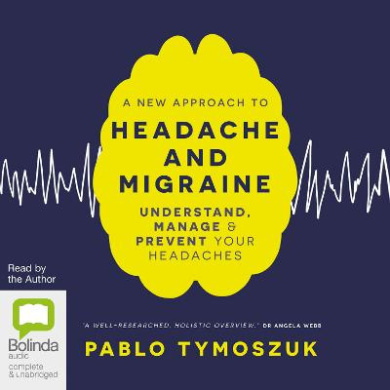 A NEW APPROACH TO
HEADACHE
AND
MIGRAINE
UNDERSTAND,
MANAGE &
PREVENT YOUR
HEADACHES
Read by
the Author
Bolinda
audio
complete
& unabridged
"A WELL-RESEARCHED, HOLISTIC OVERVIEW." DR ANGELA WEBB
PABLO TYMOSZUK